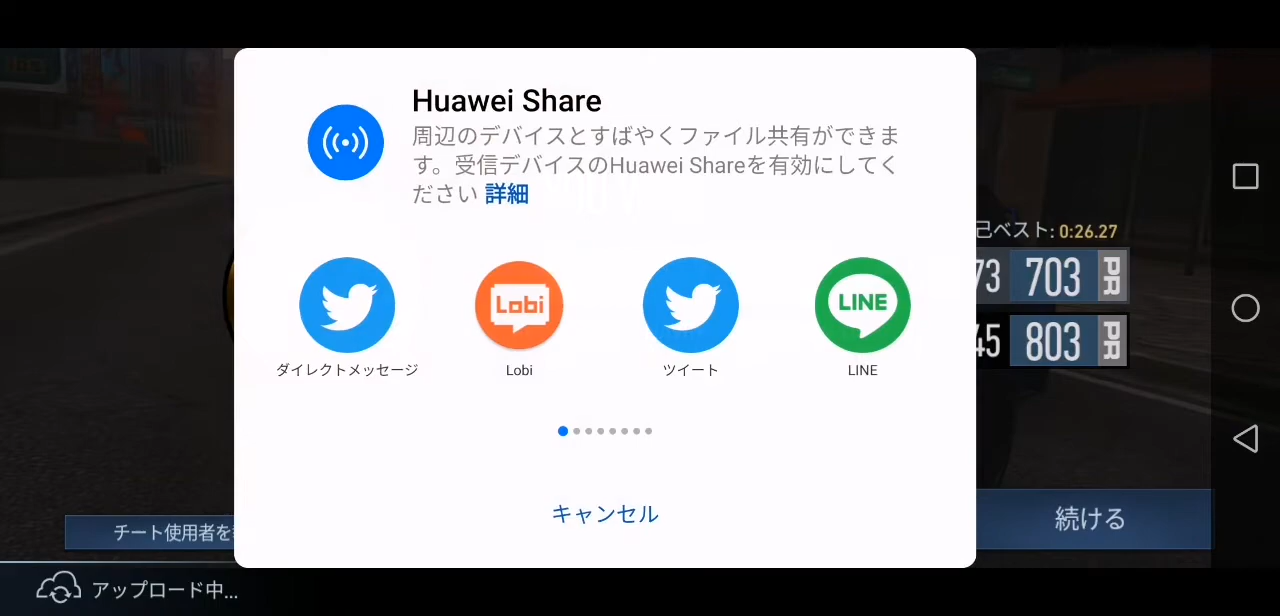 Huawei Share
周辺のデバイスとすばやくファイル共有ができま
す。受信デバイスのHuawei Shareを有効にしてく
ださい 詳細
己ベスト: 0:26.27
73 703 PR
45 803 PR
Lobi
LINE
ダイレクトメッセージ
Lobi
ツイート
LINE
キャンセル
チート使用者を
続ける
アップロード中...